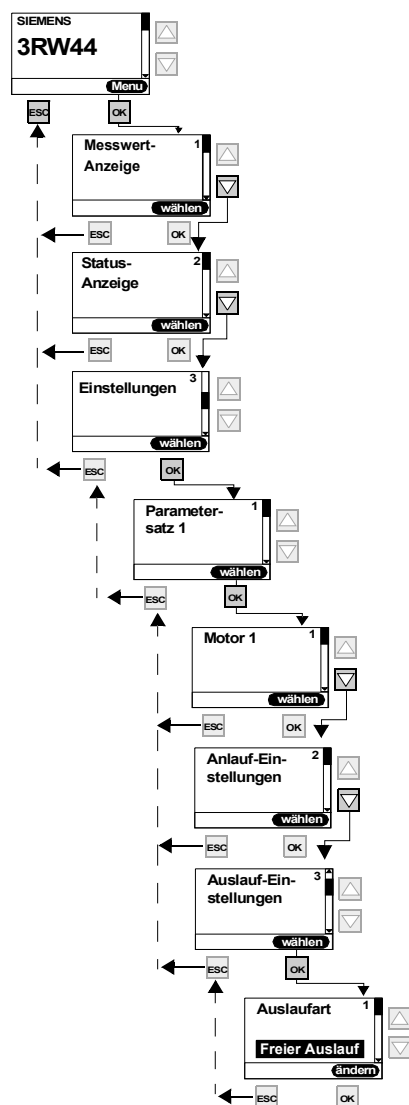 SIEMENS
3RW44
Menu
ESC
OK
Messwert-
Anzeige
1
wählen
ESC
OK
Status-
Anzeige
2
wählen
ESC
OK
Einstellungen
3
wählen
ESC
OK
Parameter-
satz 1
1
wählen
ESC
OK
Motor 1
1
wählen
ESC
OK
Anlauf-Ein-
stellungen
2
wählen
ESC
OK
Auslauf-Ein-
stellungen
3
wählen
ESC
OK
Auslaufart
1
Freier Auslauf
ändern
ESC
OK